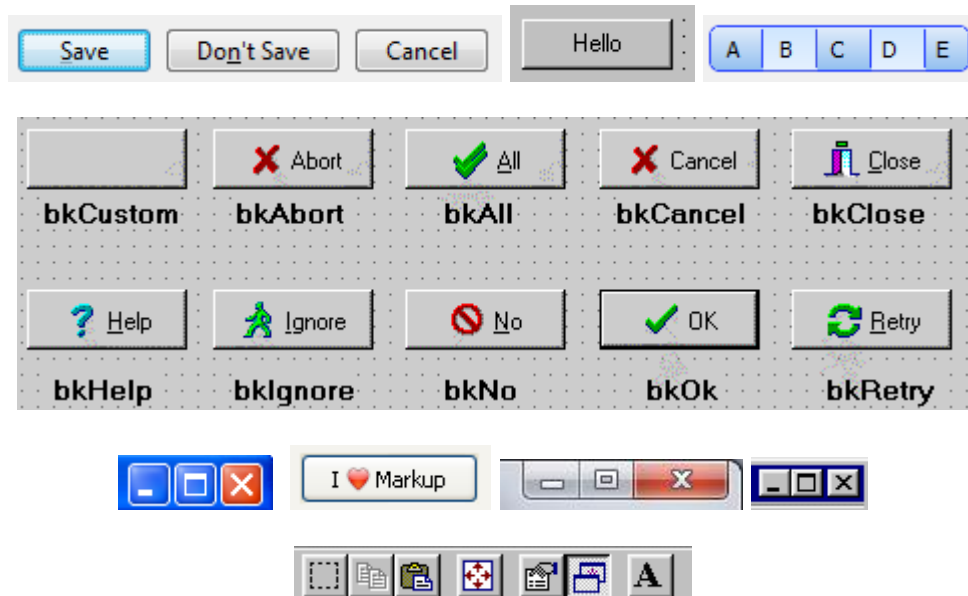 Save Don't Save Cancel Hello A B C D E
Abort All Cancel Close
bkCustom bkAbort bkAll bkCancel bkClose
Help Ignore No OK Retry
bkHelp bkIgnore bkNo bkOk bkRetry
I ❤ Markup
A